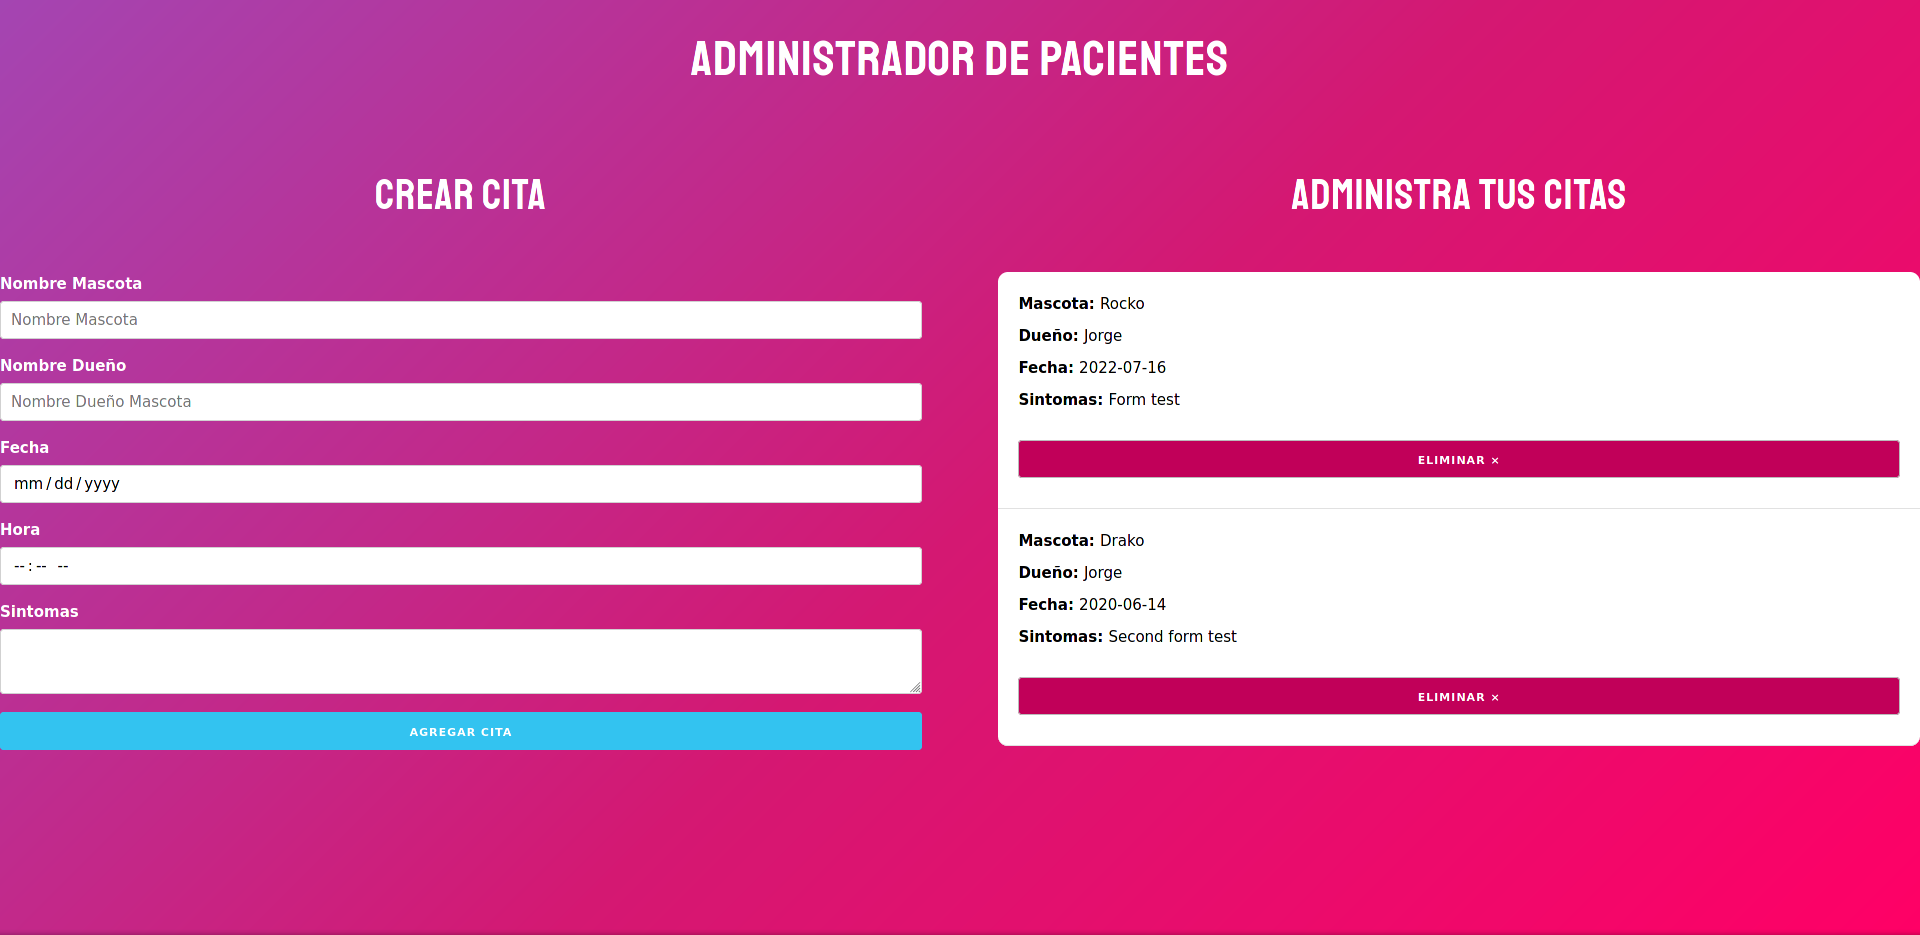 ADMINISTRADOR DE PACIENTES
CREAR CITA
Nombre Mascota
Nombre Mascota
Nombre Dueño
Nombre Dueño Mascota
Fecha
mm/dd/yyyy
Hora
--:-- --
Sintomas
AGREGAR CITA
ADMINISTRA TUS CITAS
Mascota: Rocko
Dueño: Jorge
Fecha: 2022-07-16
Sintomas: Form test
ELIMINAR ×
Mascota: Drako
Dueño: Jorge
Fecha: 2020-06-14
Sintomas: Second form test
ELIMINAR ×